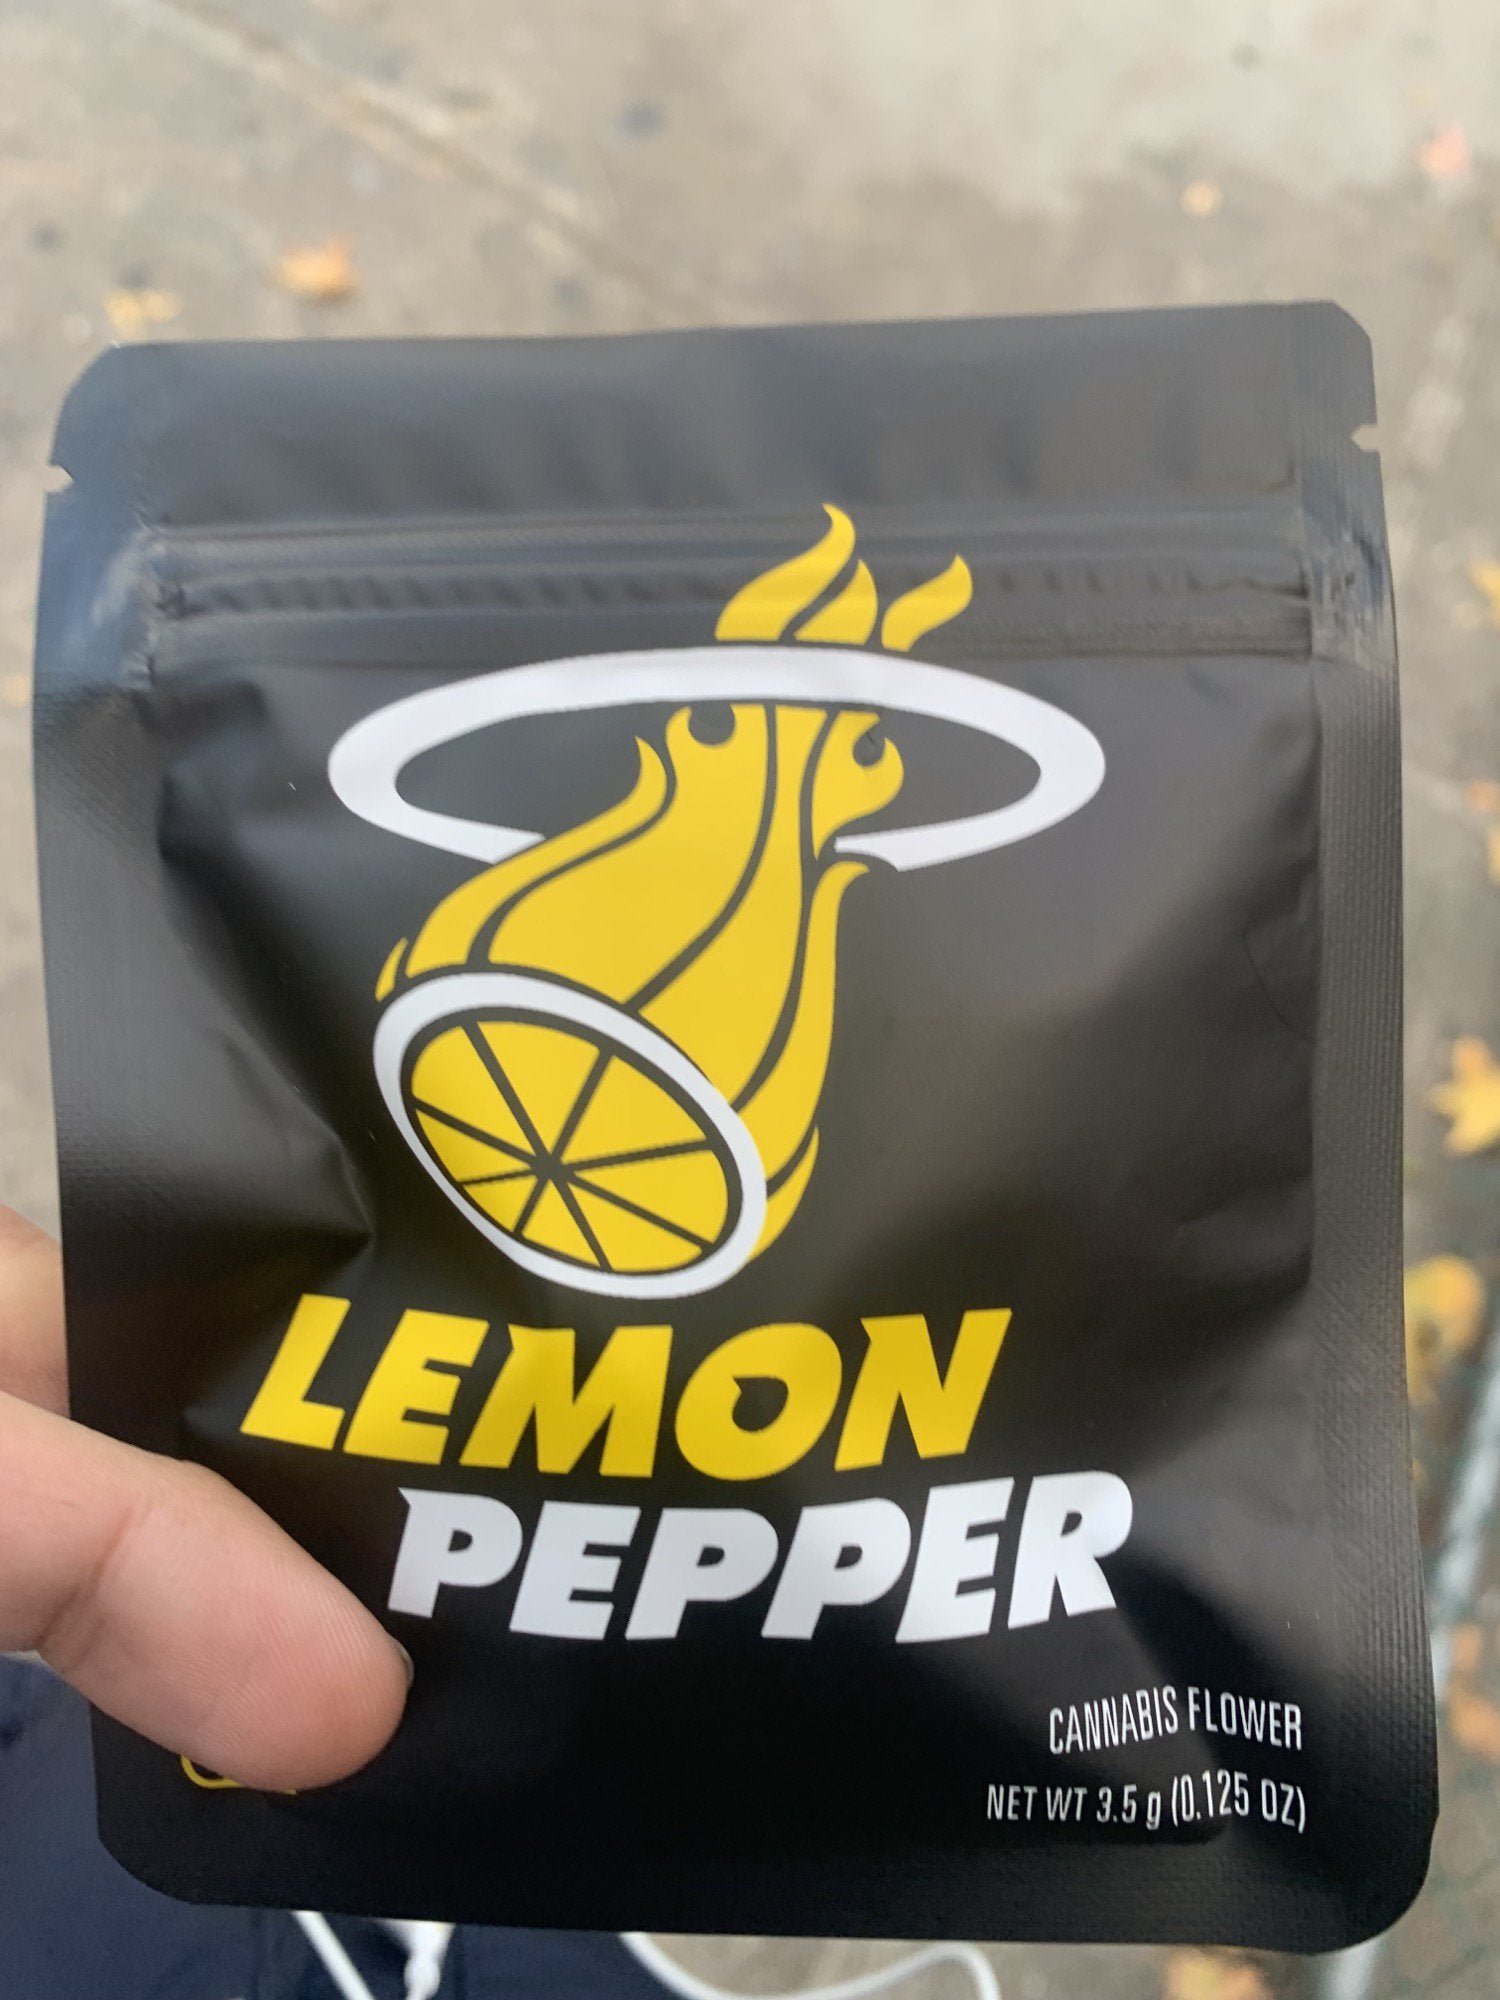 LEMON
PEPPER
CANNABIS FLOWER
NET WT 3.5 g (0.125 OZ)